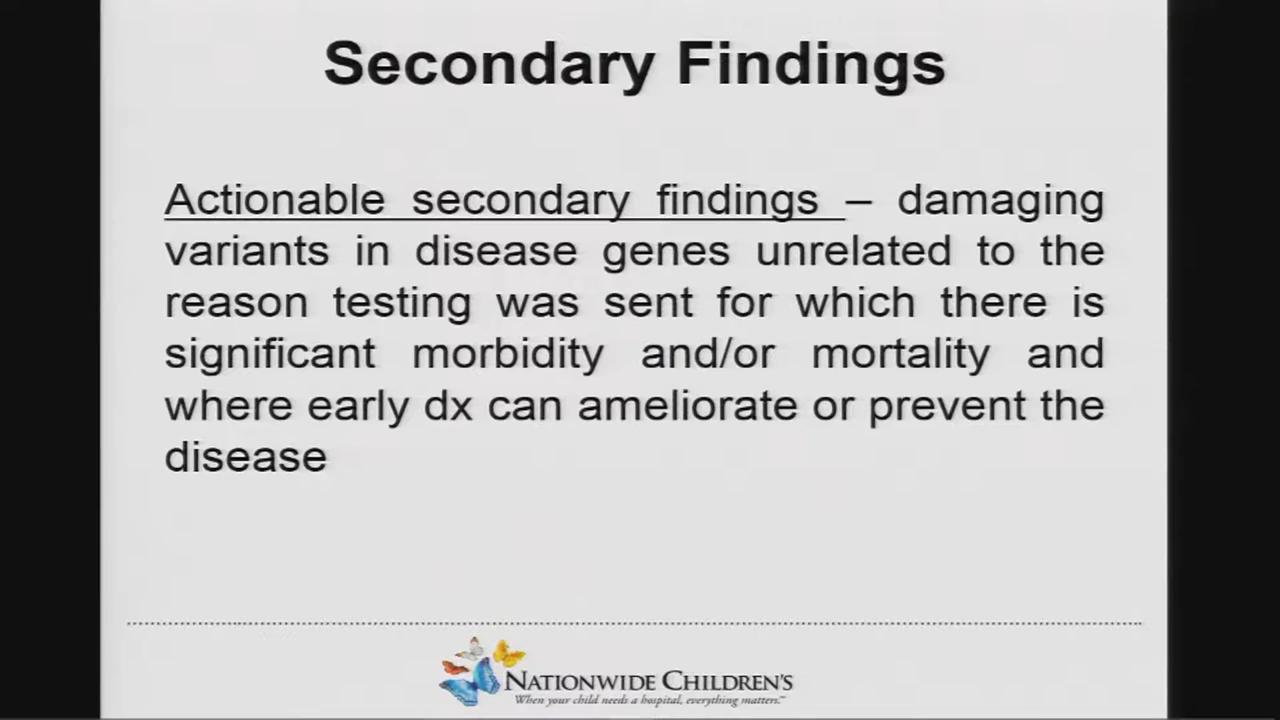 Secondary Findings
Actionable secondary findings – damaging
variants in disease genes unrelated to the
reason testing was sent for which there is
significant morbidity and/or mortality and
where early dx can ameliorate or prevent the
disease
NATIONWIDE CHILDREN'S
When your child needs a hospital, everything matters.™